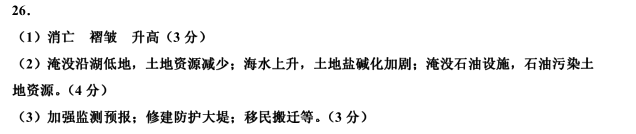 26．
（1）消亡　褶皱　升高（3 分）
（2）淹没沿湖低地，土地资源减少；海水上升，土地盐碱化加剧；淹没石油设施，石油污染土
地资源。（4 分）
（3）加强监测预报；修建防护大堤；移民搬迁等。（3 分）